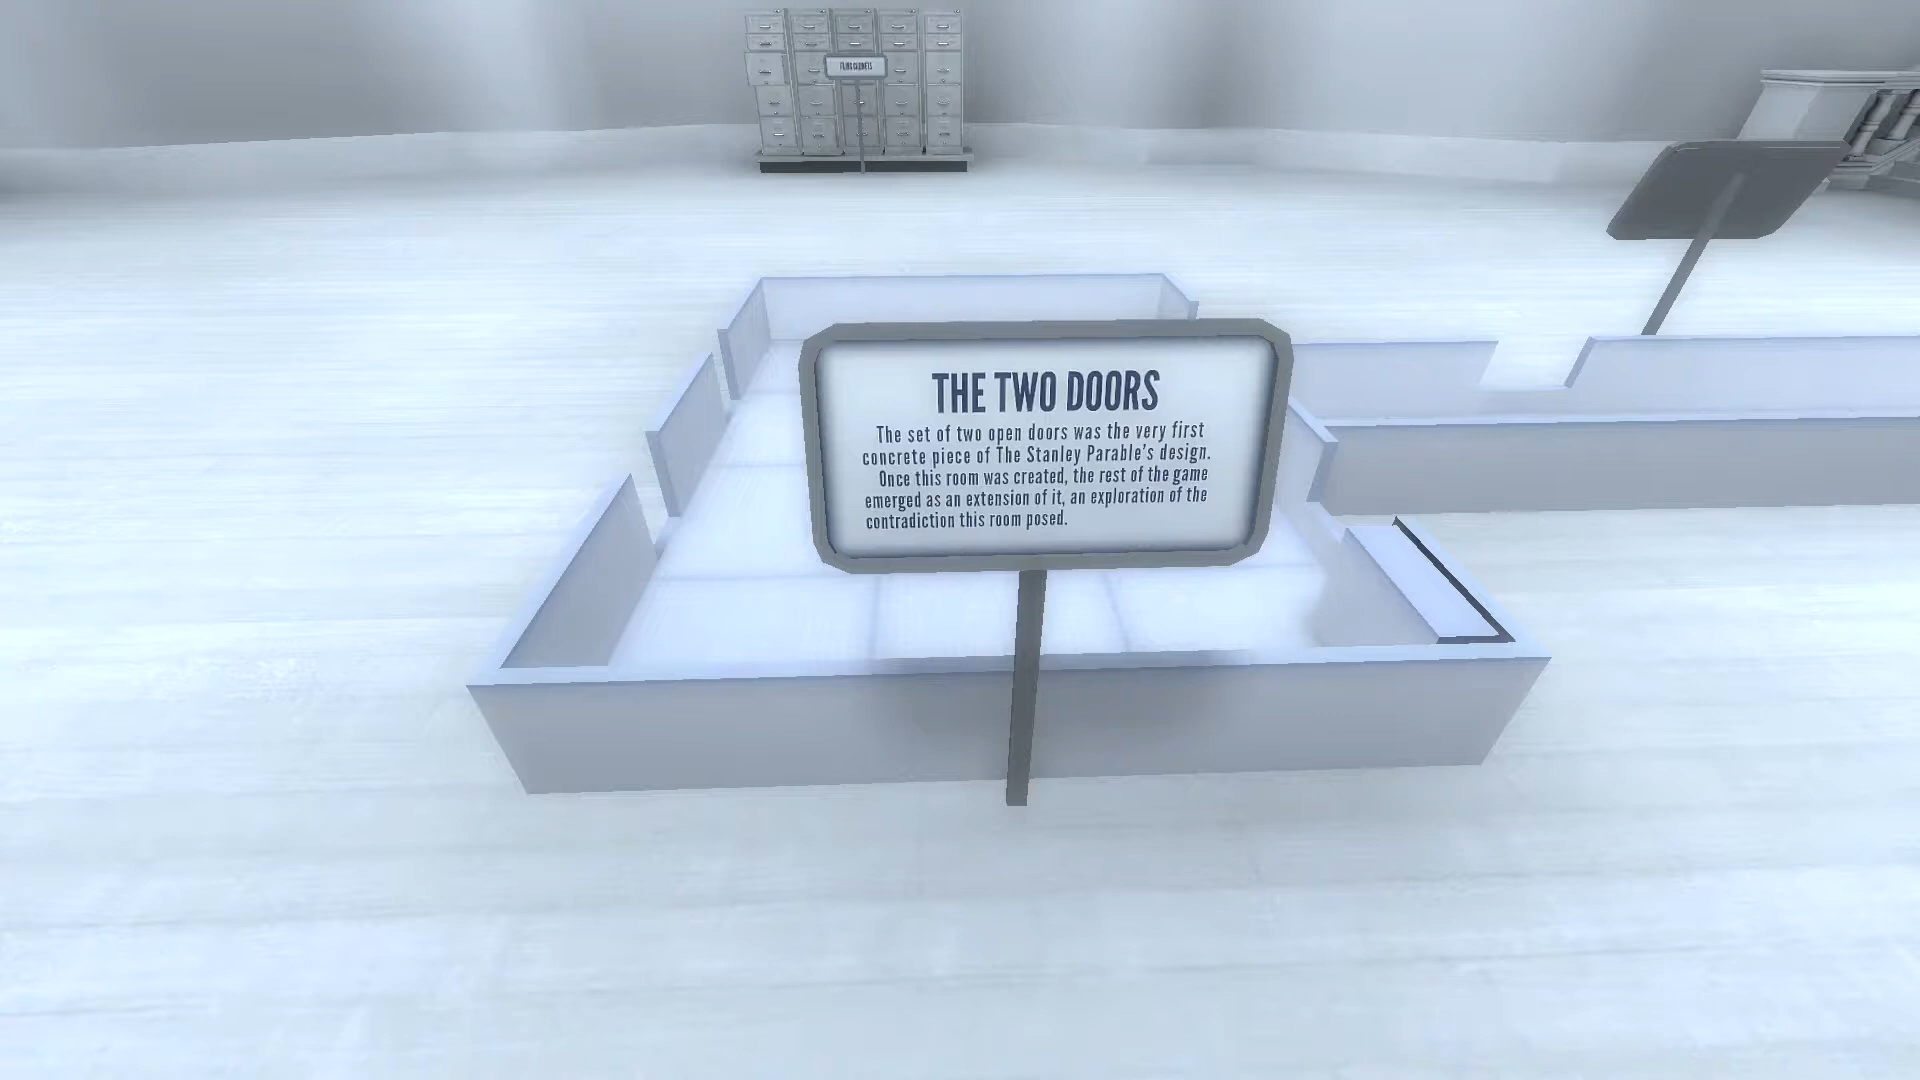 FILING CABINETS
THE TWO DOORS
The set of two open doors was the very first
concrete piece of The Stanley Parable's design.
Once this room was created, the rest of the game
emerged as an extension of it, an exploration of the
contradiction this room posed.